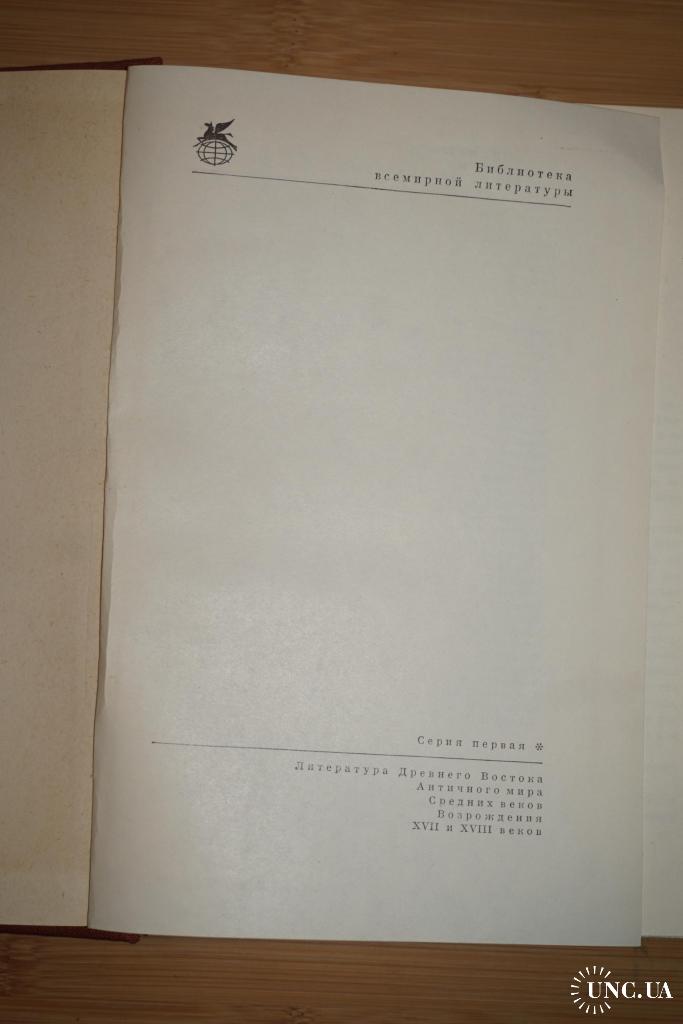 Библиотека
всемирной литературы
Серия первая *
Литература Древнего Востока
Античного мира
Средних веков
Возрождения
XVII и XVIII веков
UNC.UA